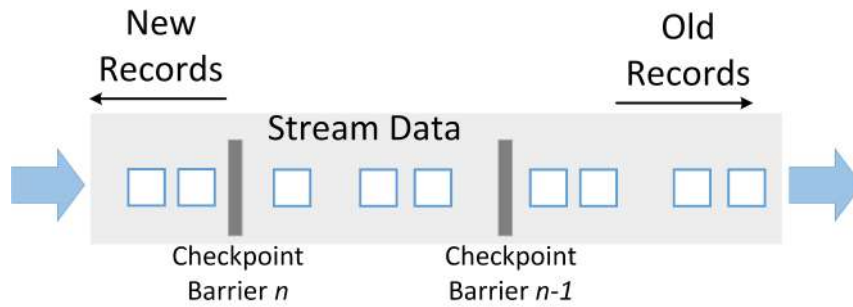 New
Records
Old
Records
Stream Data
Checkpoint
Barrier n
Checkpoint
Barrier n-1